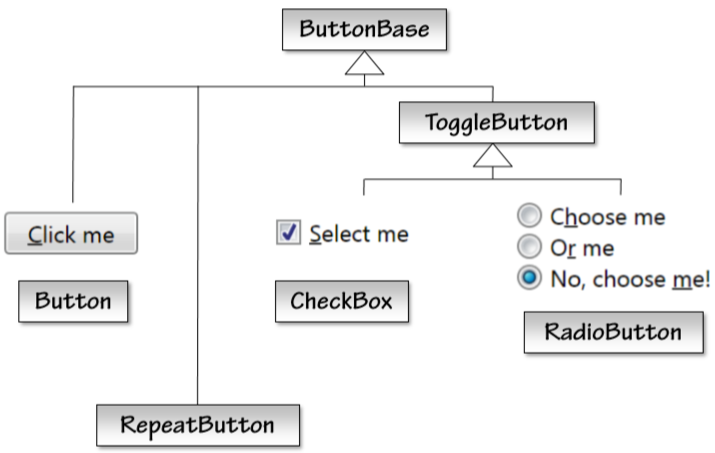 ButtonBase
ToggleButton
Click me
Select me
Choose me
Or me
No, choose me!
Button
CheckBox
RadioButton
RepeatButton